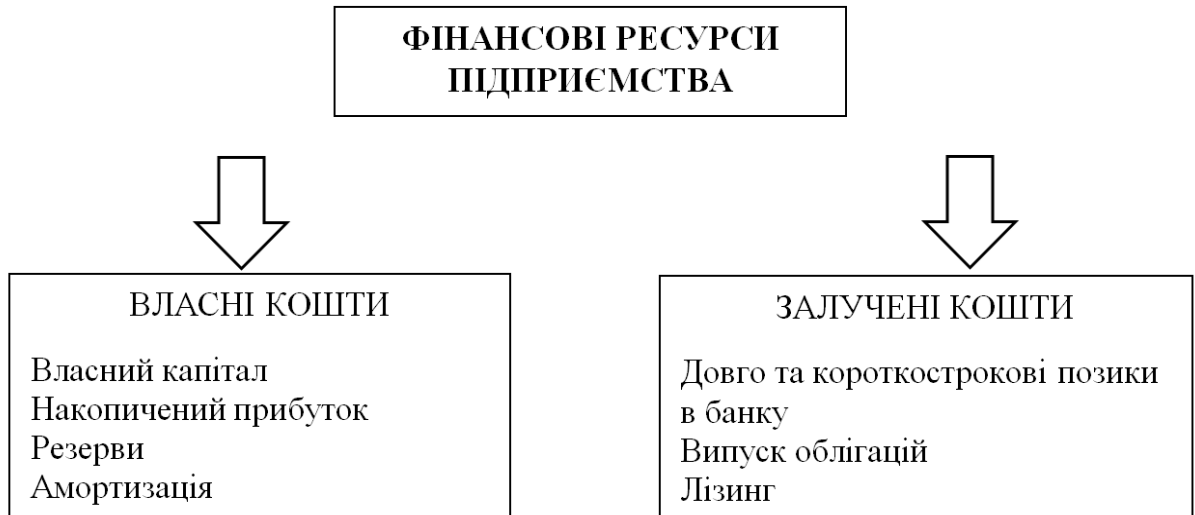 ФІНАНСОВІ РЕСУРСИ
ПІДПРИЄМСТВА
ВЛАСНІ КОШТИ
Власний капітал
Накопичений прибуток
Резерви
Амортизація
ЗАЛУЧЕНІ КОШТИ
Довго та короткострокові позики
в банку
Випуск облігацій
Лізинг